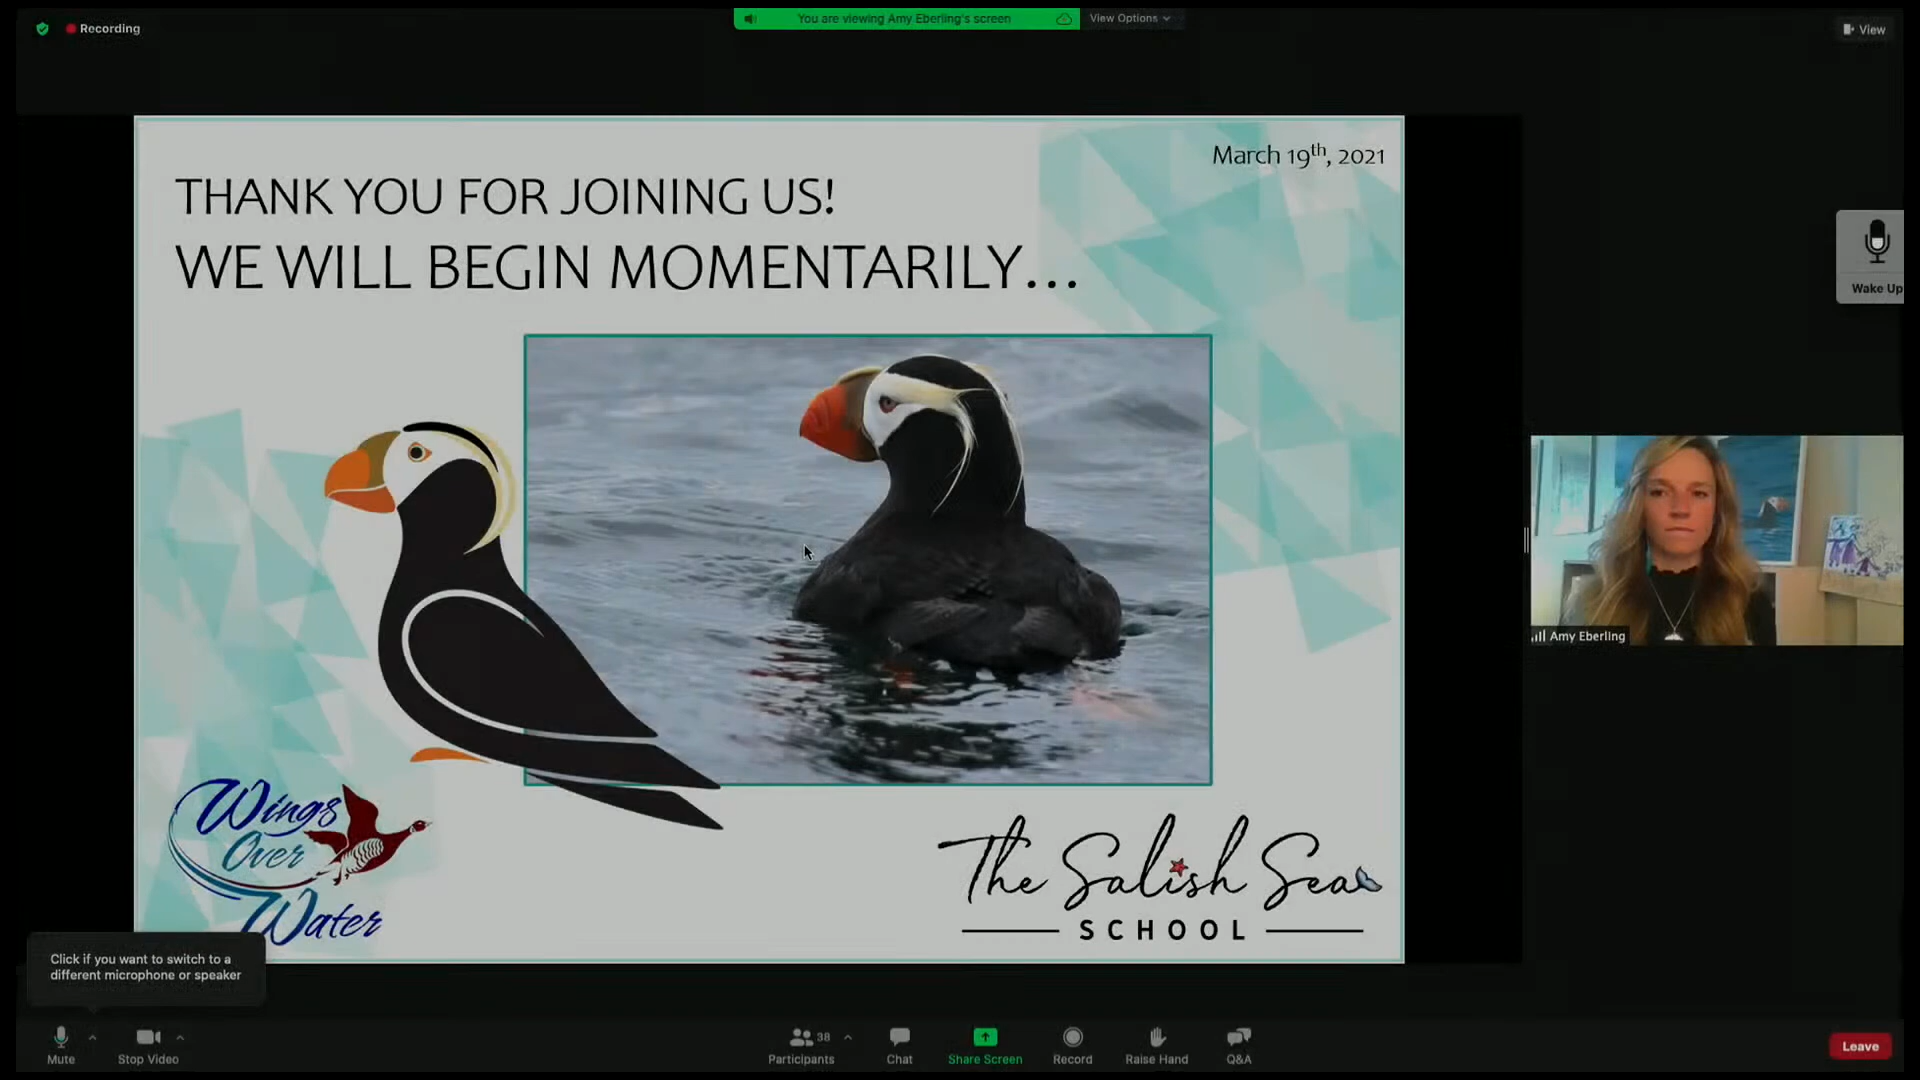 You are viewing Amy Eberling's screen
View Options
Recording
View
March 19th, 2021
THANK YOU FOR JOINING US!
WE WILL BEGIN MOMENTARILY...
Wake Up
Amy Eberling
Wings
Over
Water
The Salish Sea
SCHOOL
Click if you want to switch to a
different microphone or speaker
Mute
Stop Video
38
Participants
Chat
Share Screen
Record
Raise Hand
Q&A
Leave